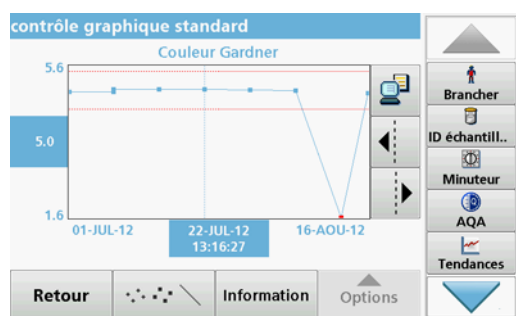 contrôle graphique standard
Couleur Gardner
5.6
5.0
1.6
01-JUL-12
22-JUL-12
13:16:27
16-AOU-12
Retour
Information
Options
Brancher
ID échantill..
Minuteur
AQA
Tendances